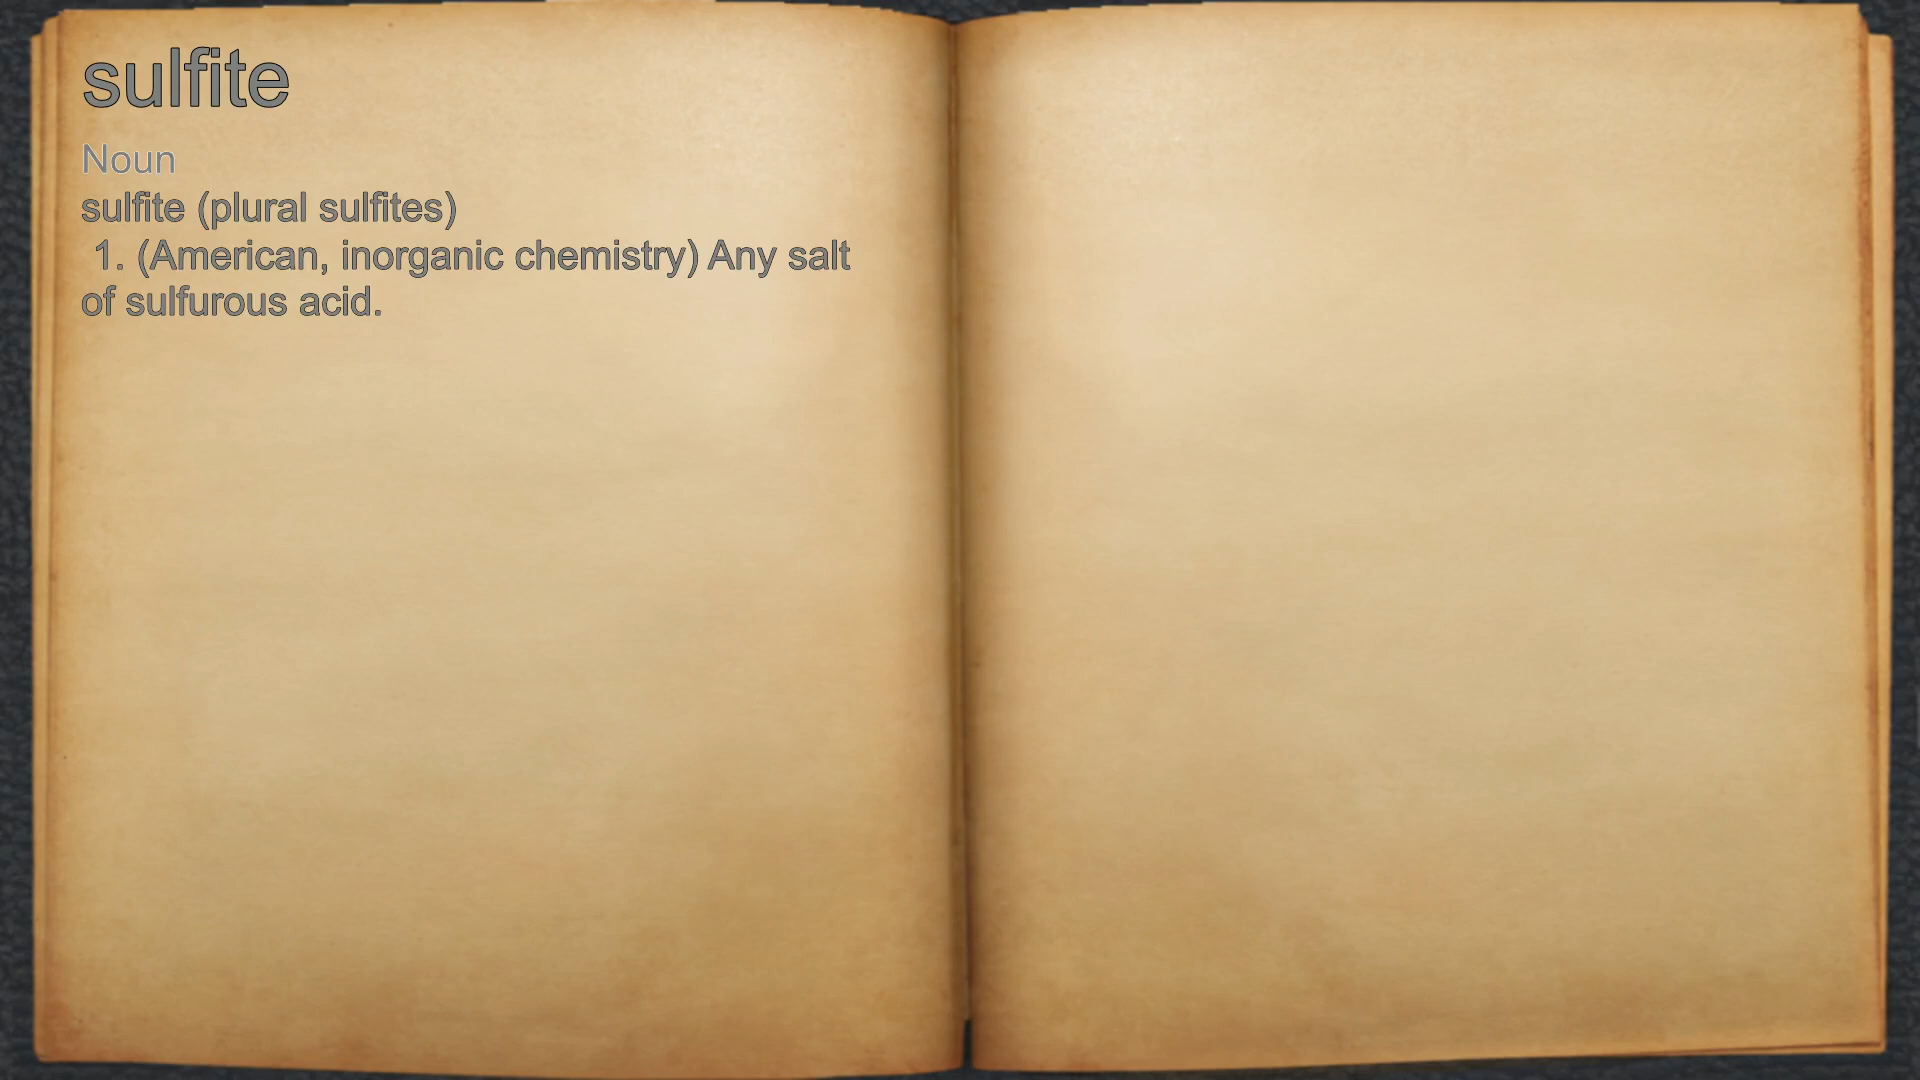 sulfite
Noun
sulfite (plural sulfites)
1. (American, inorganic chemistry) Any salt
of sulfurous acid.